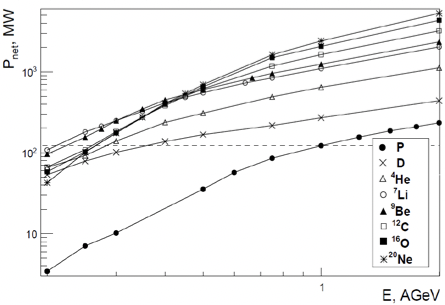 P_net, MW
10³
10²
10
P
D
⁴He
⁷Li
⁹Be
¹²C
¹⁶O
²⁰Ne
1
E, AGeV